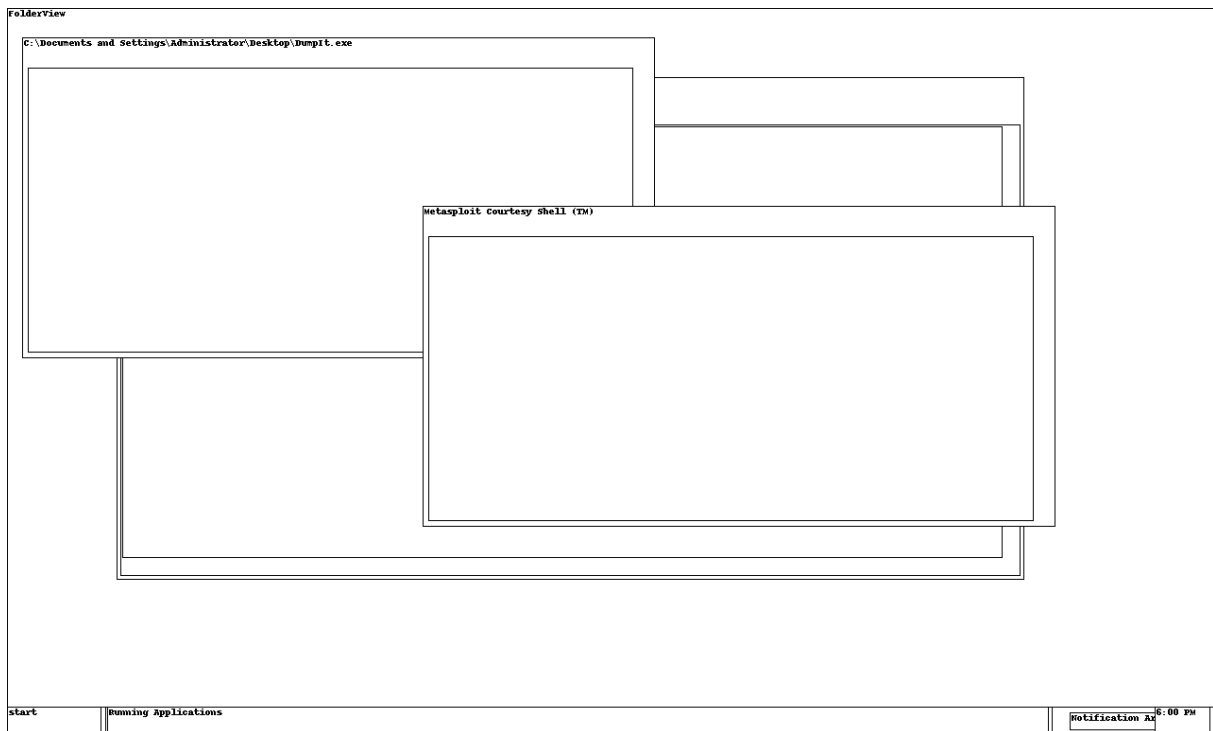 FolderView
C:\Documents and Settings\Administrator\Desktop\DumpIt.exe
Metasploit Courtesy Shell (TM)
start
Running Applications
Notification Ar
6:00 PM